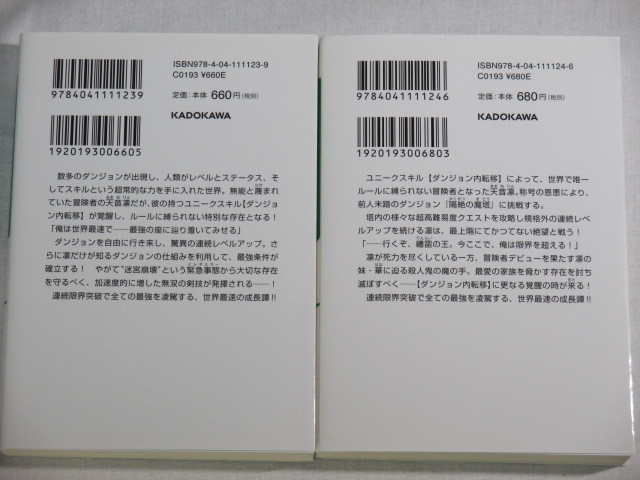 ISBN978-4-04-111123-9
C0193 ¥660E
定価：本体 660円(税別)
9784041111239
KADOKAWA
1920193006605
数多のダンジョンが出現し、人類がレベルとステータス、そ
してスキルという超常的な力を手に入れた世界。無能と蔑まれ
ていた冒険者の天音凛だが、彼の持つユニークスキル【ダンジョ
ン内転移】が覚醒し、ルールに縛られない特別な存在となる！
「俺は世界最速で――最強の座に辿り着いてみせる」
ダンジョンを自由に行き来し、驚異の連続レベルアップ。さ
らに凛だけが知るダンジョンの仕組みを利用して、最強条件が
確立する！　やがて“迷宮崩壊”という緊急事態から大切な存在
を守るべく、加速度的に増した無双の剣技が発揮される――！
連続限界突破で全ての最強を凌駕する、世界最速の成長譚!!
ISBN978-4-04-111124-6
C0193 ¥680E
定価：本体 680円(税別)
9784041111246
KADOKAWA
1920193006803
ユニークスキル【ダンジョン内転移】によって、世界で唯一
ルールに縛られない冒険者となった天音凛。称号の恩恵により、
前人未踏のダンジョン『隔絶の魔塔』に挑戦する。
塔内の様々な超高難易度クエストを攻略し規格外の連続レベ
ルアップを続ける凛は、最上階にてかつてない絶望と戦う！
「――行くぞ、纏雷の王。今ここで、俺は限界を超える！」
凛が死力を尽くしている一方、冒険者デビューを果たす凛の
妹・華に迫る殺人鬼の魔の手。最愛の家族を脅かす存在を討ち
滅ぼすべく――【ダンジョン内転移】に更なる覚醒の時が来る！
連続限界突破で全ての最強を凌駕する、世界最速の成長譚!!